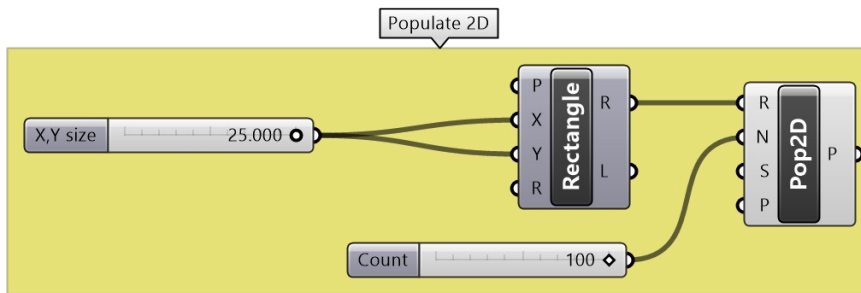 Populate 2D
X,Y size
25.000
P
X
Y
R
Rectangle
R
L
Count
100
R
N
S
P
Pop2D
P